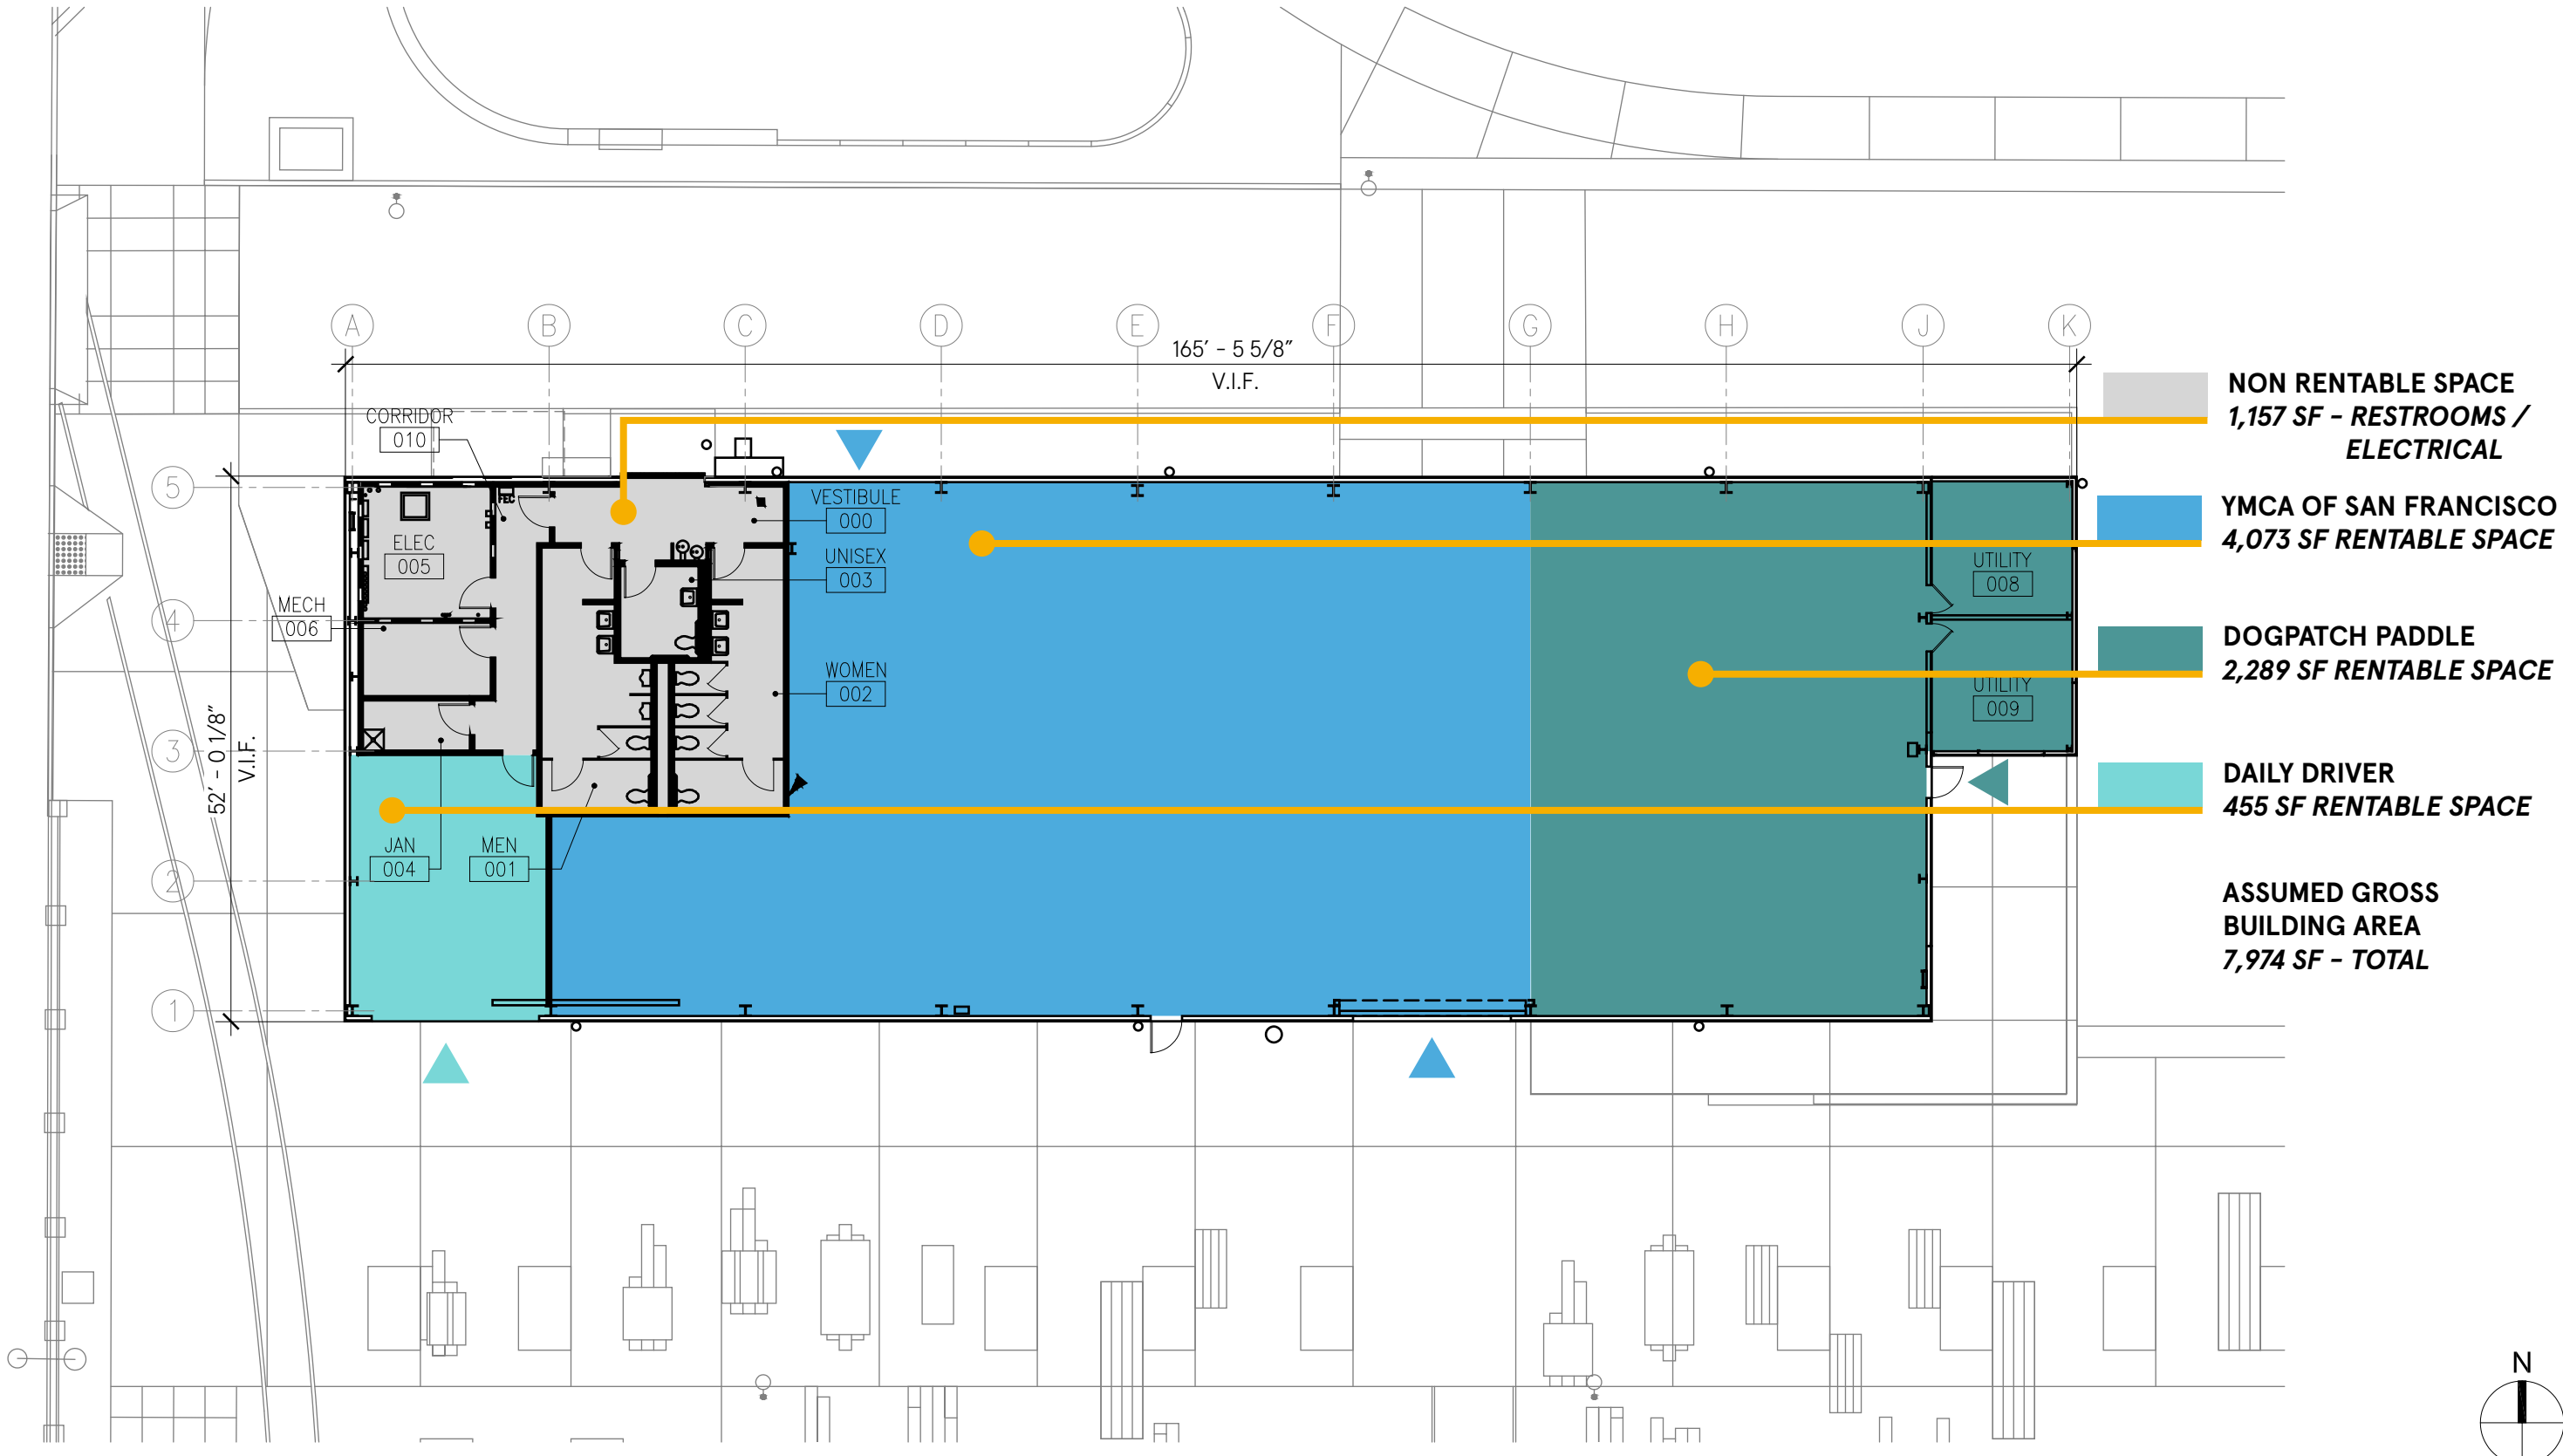 A B C D E F G H J K
165' - 5 5/8"
V.I.F.
NON RENTABLE SPACE
1,157 SF - RESTROOMS /
ELECTRICAL
CORRIDOR
010
5
FEC
VESTIBULE
000
YMCA OF SAN FRANCISCO
4,073 SF RENTABLE SPACE
ELEC
005
UNISEX
003
UTILITY
008
MECH
006
4
DOGPATCH PADDLE
2,289 SF RENTABLE SPACE
WOMEN
002
UTILITY
009
3
52' - 0 1/8"
V.I.F.
DAILY DRIVER
455 SF RENTABLE SPACE
JAN
004
MEN
001
2
ASSUMED GROSS
BUILDING AREA
7,974 SF - TOTAL
1
N